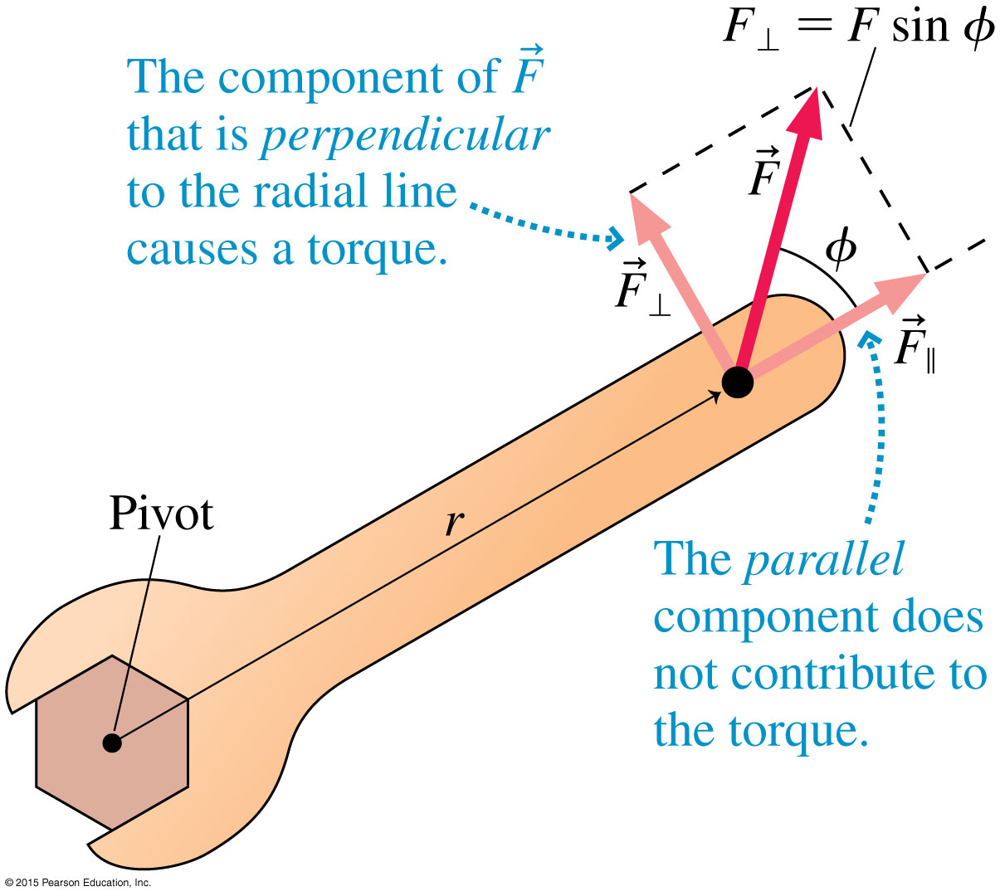 F⊥ = F sin ϕ
The component of F⃗
that is perpendicular
to the radial line
causes a torque.
F⃗
ϕ
F⃗⊥
F⃗∥
r
Pivot
The parallel
component does
not contribute to
the torque.
© 2015 Pearson Education, Inc.